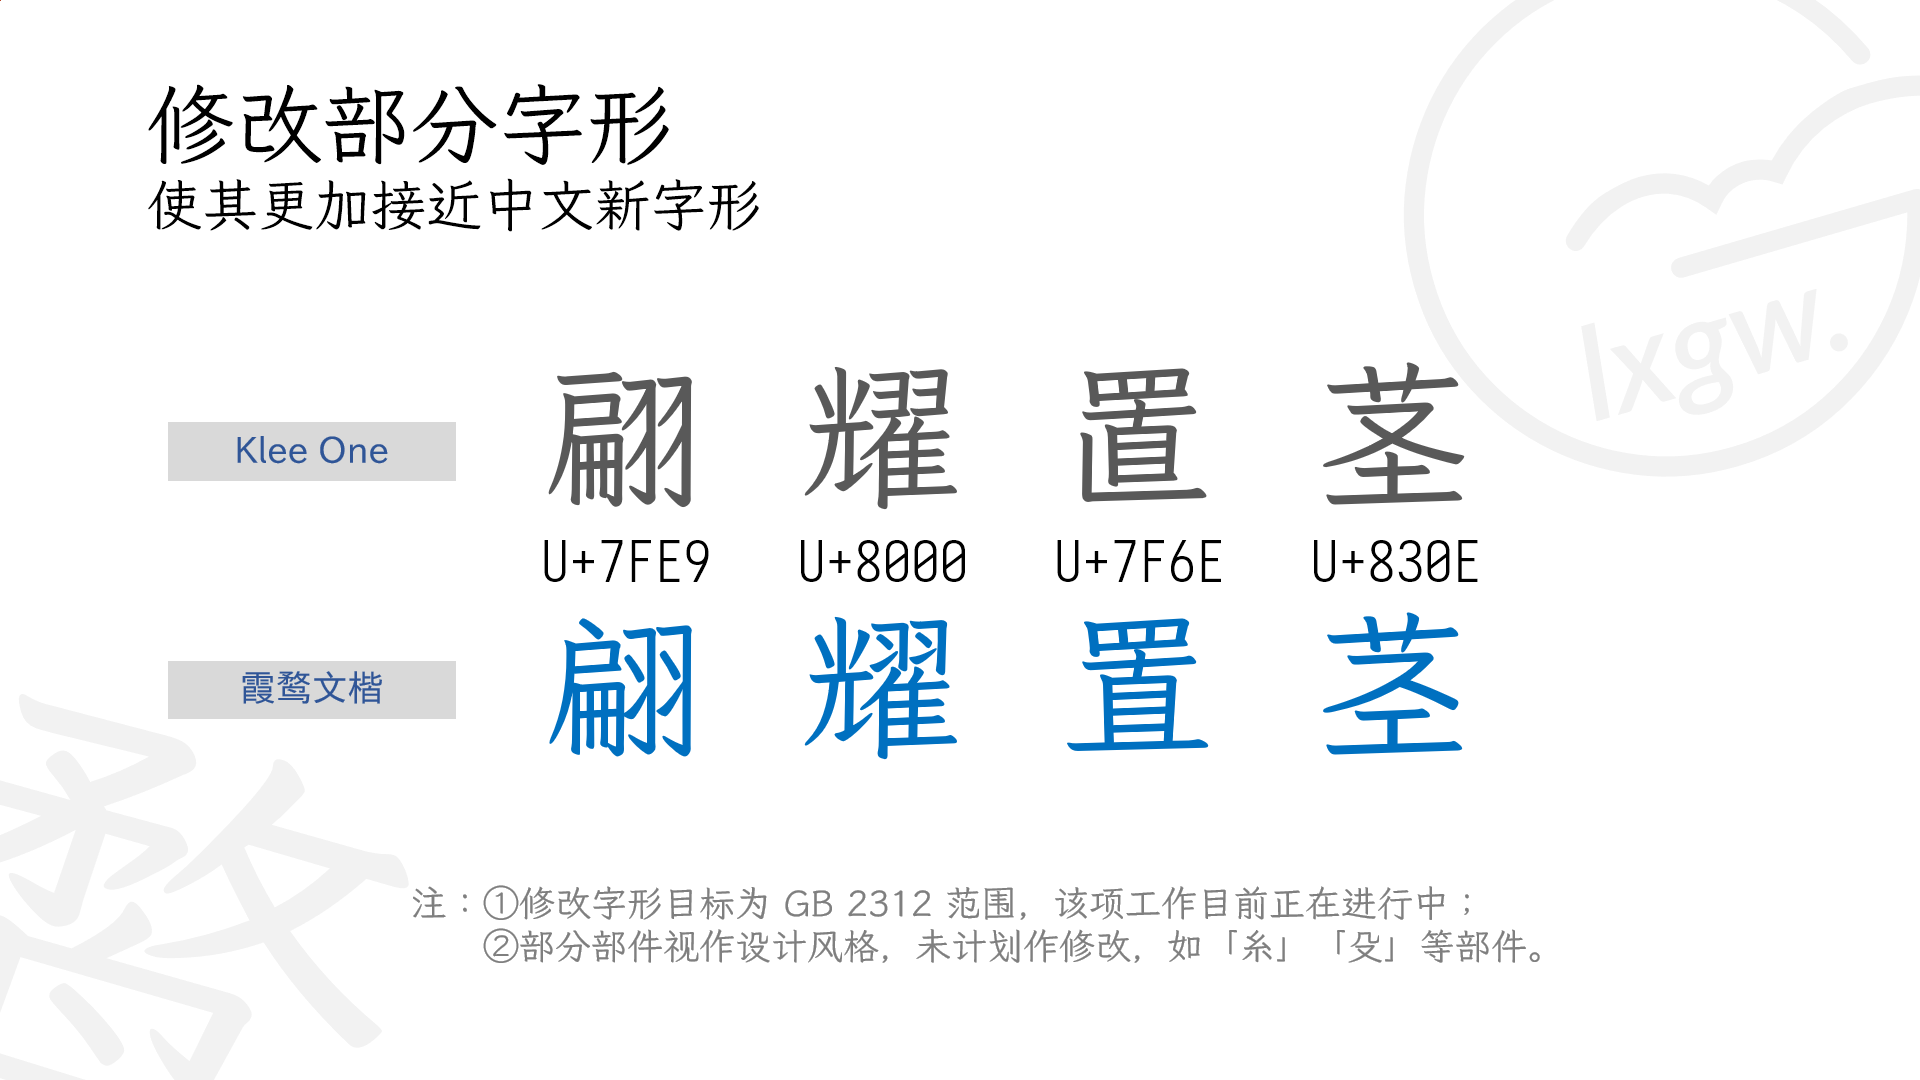 修改部分字形
使其更加接近中文新字形
lxgw.
Klee One
翩 耀 置 茎
U+7FE9 U+8000 U+7F6E U+830E
霞鹜文楷
翩 耀 置 茎
鹜
注：①修改字形目标为 GB 2312 范围，该项工作目前正在进行中；
②部分部件视作设计风格，未计划作修改，如「糸」「殳」等部件。